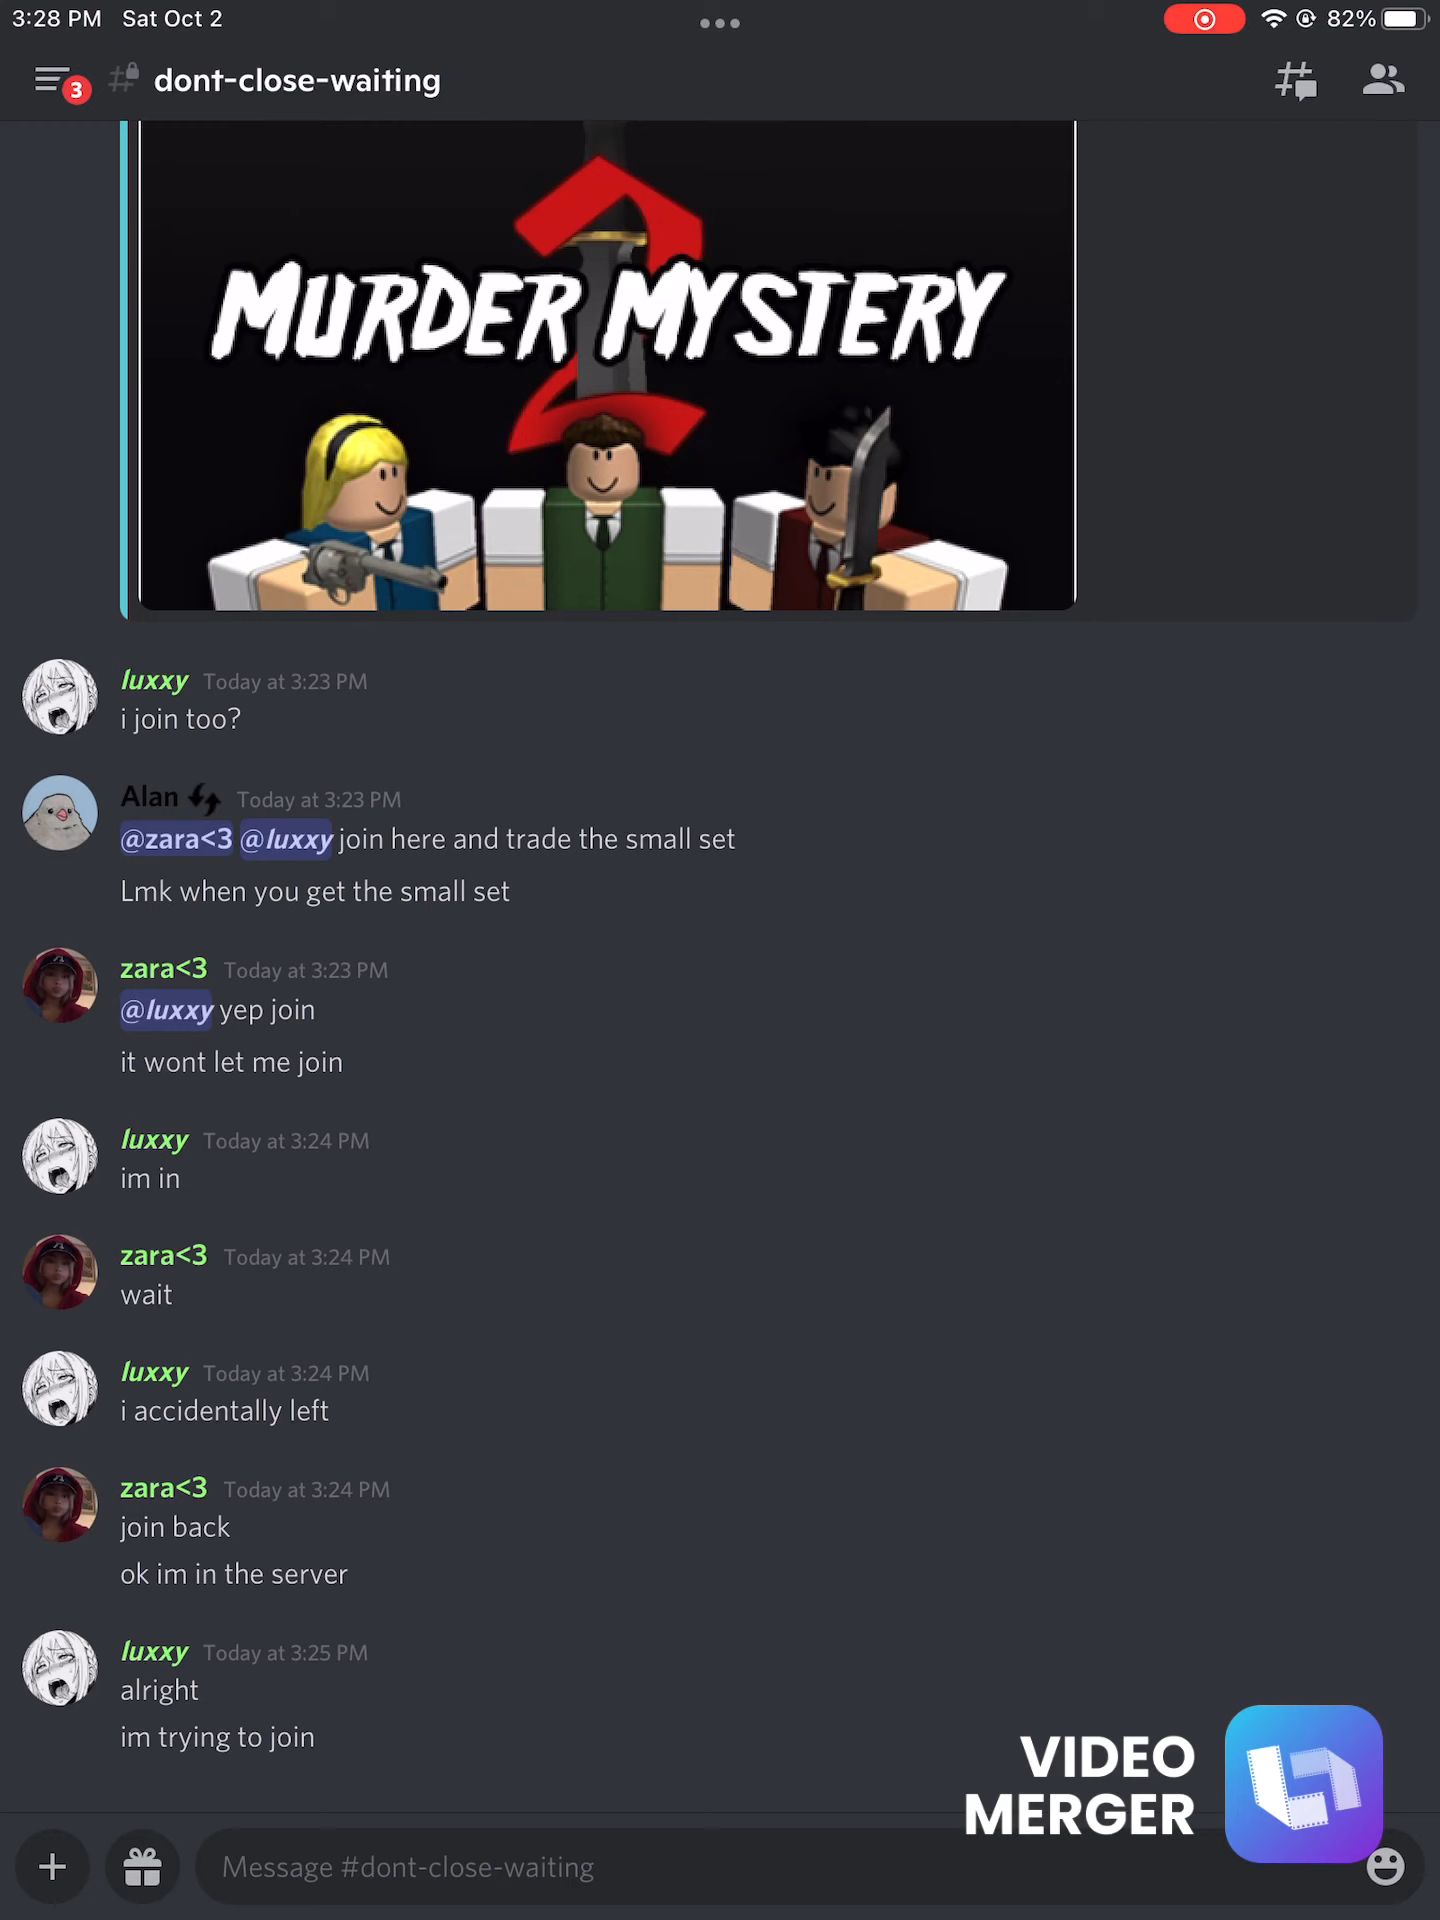 3:28 PM Sat Oct 2
82%
3
dont-close-waiting
2
MURDER MYSTERY
luxxy Today at 3:23 PM
i join too?
Alan Today at 3:23 PM
@zara<3 @luxxy join here and trade the small set
Lmk when you get the small set
zara<3 Today at 3:23 PM
@luxxy yep join
it wont let me join
luxxy Today at 3:24 PM
im in
zara<3 Today at 3:24 PM
wait
luxxy Today at 3:24 PM
i accidentally left
zara<3 Today at 3:24 PM
join back
ok im in the server
luxxy Today at 3:25 PM
alright
im trying to join
VIDEO
MERGER
Message #dont-close-waiting